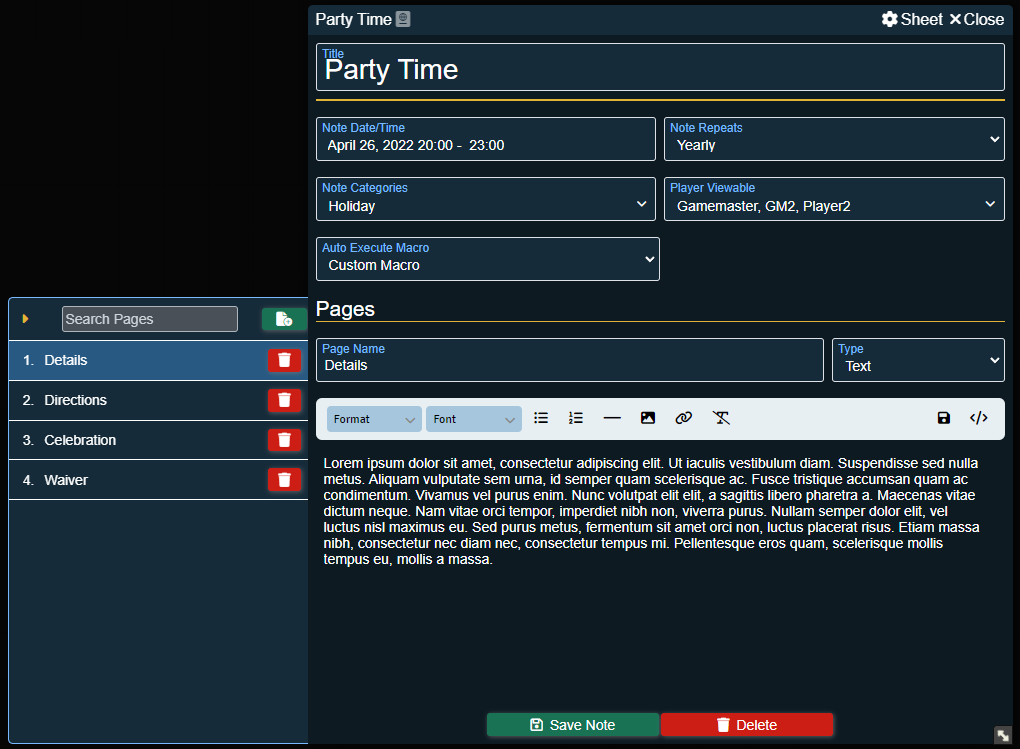 Party Time
Sheet
Close
Title
Party Time
Note Date/Time
April 26, 2022 20:00 - 23:00
Note Repeats
Yearly
Note Categories
Holiday
Player Viewable
Gamemaster, GM2, Player2
Auto Execute Macro
Custom Macro
Search Pages
1. Details
2. Directions
3. Celebration
4. Waiver
Pages
Page Name
Details
Type
Text
Format
Font
Lorem ipsum dolor sit amet, consectetur adipiscing elit. Ut iaculis vestibulum diam. Suspendisse sed nulla
metus. Aliquam vulputate sem urna, id semper quam scelerisque ac. Fusce tristique accumsan quam ac
condimentum. Vivamus vel purus enim. Nunc volutpat elit elit, a sagittis libero pharetra a. Maecenas vitae
dictum neque. Nam vitae orci tempor, imperdiet nibh non, viverra purus. Nullam semper dolor elit, vel
luctus nisl maximus eu. Sed purus metus, fermentum sit amet orci non, luctus placerat risus. Etiam massa
nibh, consectetur nec diam nec, consectetur tempus mi. Pellentesque eros quam, scelerisque mollis
tempus eu, mollis a massa.
Save Note
Delete